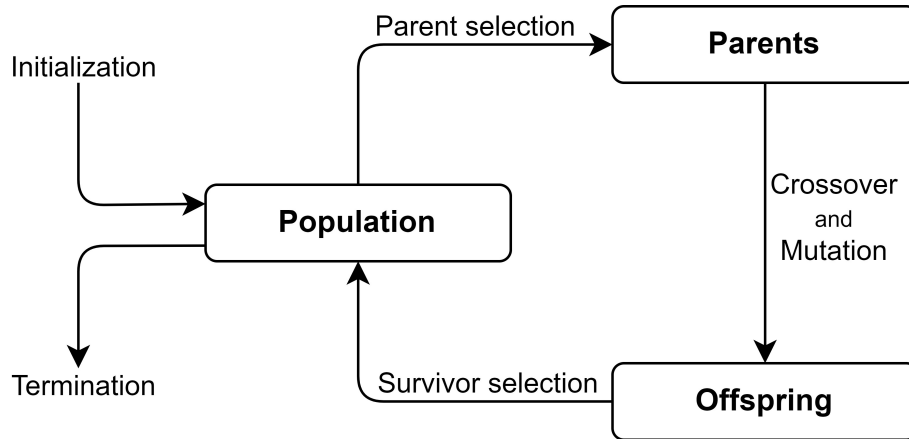 Parent selection
Parents
Initialization
Crossover
and
Mutation
Population
Termination
Survivor selection
Offspring